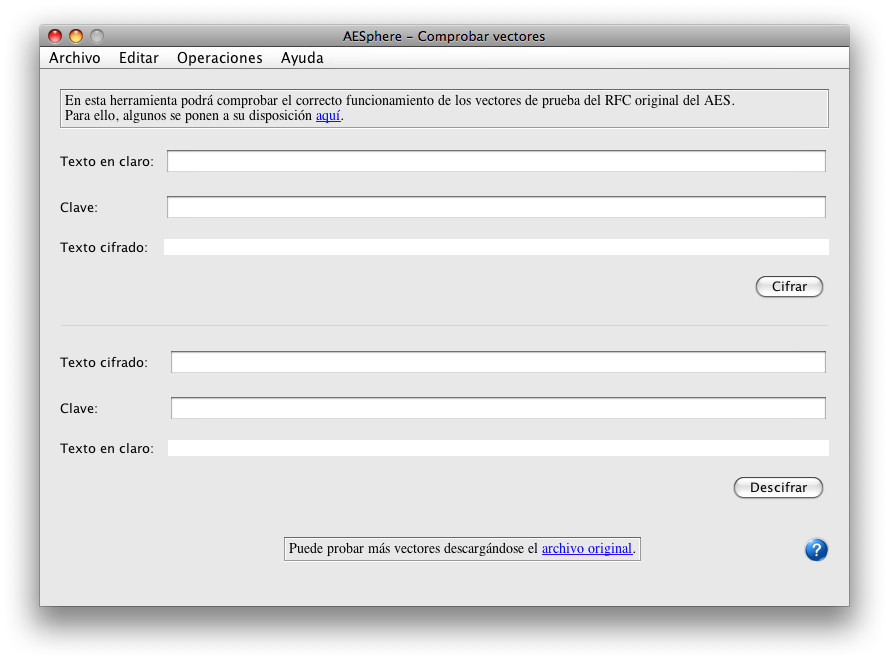 AESphere – Comprobar vectores
Archivo Editar Operaciones Ayuda
En esta herramienta podrá comprobar el correcto funcionamiento de los vectores de prueba del RFC original del AES.
Para ello, algunos se ponen a su disposición aquí.
Texto en claro:
Clave:
Texto cifrado:
Cifrar
Texto cifrado:
Clave:
Texto en claro:
Descifrar
Puede probar más vectores descargándose el archivo original.
?